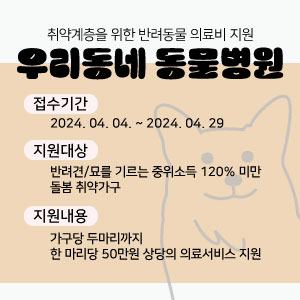 취약계층을 위한 반려동물 의료비 지원
우리동네 동물병원
접수기간
2024. 04. 04. ~ 2024. 04. 29
지원대상
반려견/묘를 기르는 중위소득 120% 미만
돌봄 취약가구
지원내용
가구당 두마리까지
한 마리당 50만원 상당의 의료서비스 지원